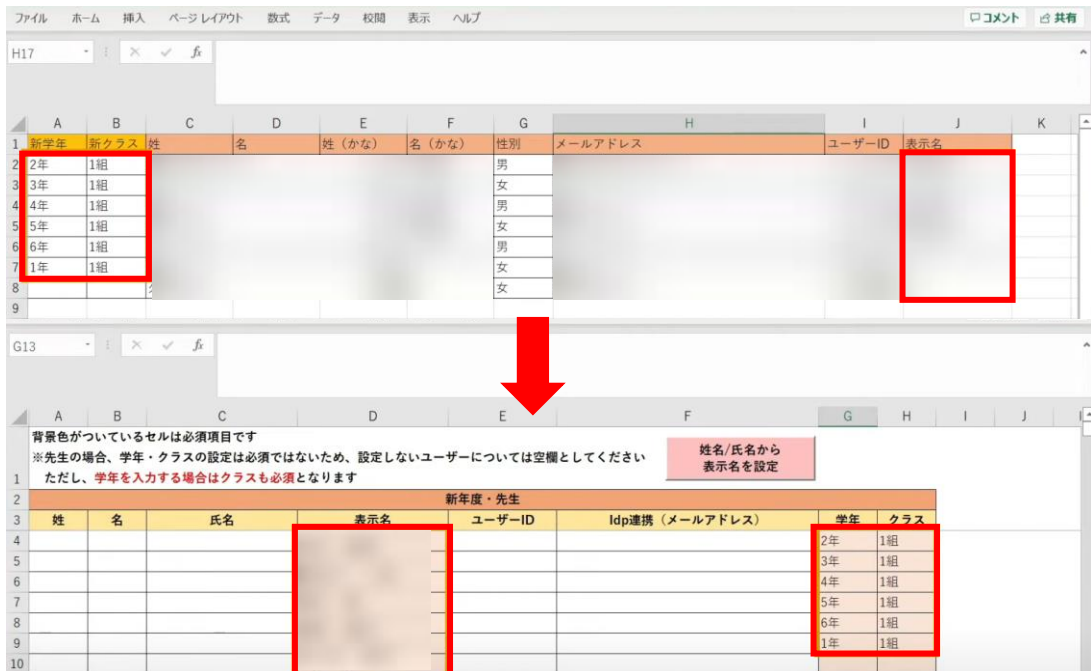 ファイル ホーム 挿入 ページ レイアウト 数式 データ 校閲 表示 ヘルプ コメント 共有
H17 fx
A B C D E F G H I J K
1 新学年 新クラス 姓 名 姓（かな） 名（かな） 性別 メールアドレス ユーザーID 表示名
2 2年 1組 男
3 3年 1組 女
4 4年 1組 男
5 5年 1組 女
6 6年 1組 男
7 1年 1組 女
8 女
9
G13 fx
A B C D E F G H I J
背景色がついているセルは必須項目です
※先生の場合、学年・クラスの設定は必須ではないため、設定しないユーザーについては空欄としてください
1 ただし、学年を入力する場合はクラスも必須となります
姓名/氏名から
表示名を設定
2 新年度・先生
3 姓 名 氏名 表示名 ユーザーID Idp連携（メールアドレス） 学年 クラス
4 2年 1組
5 3年 1組
6 4年 1組
7 5年 1組
8 6年 1組
9 1年 1組
10